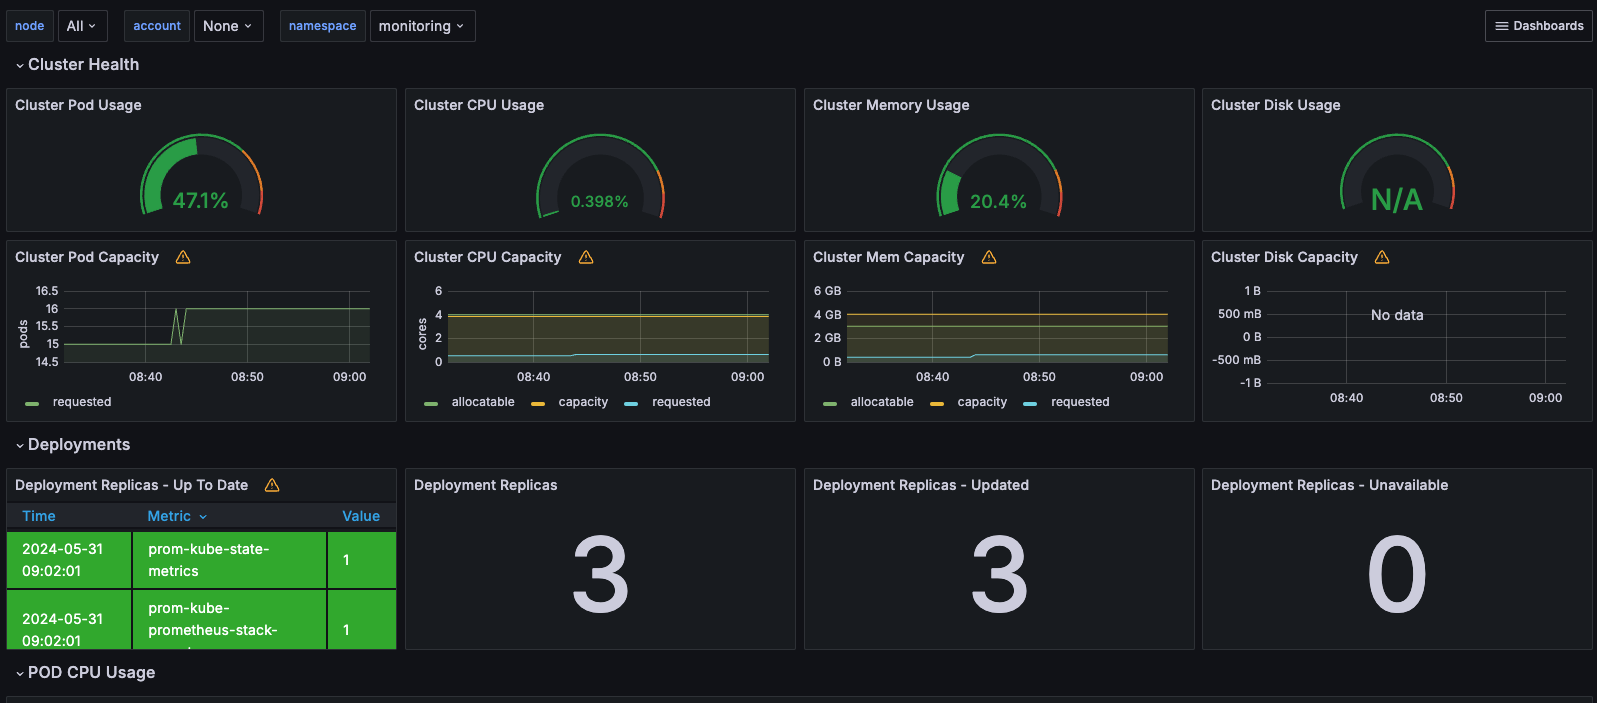 node All account None namespace monitoring Dashboards
Cluster Health
Cluster Pod Usage
47.1%
Cluster CPU Usage
0.398%
Cluster Memory Usage
20.4%
Cluster Disk Usage
N/A
Cluster Pod Capacity
pods
16.5
16
15.5
15
14.5
08:40 08:50 09:00
requested
Cluster CPU Capacity
cores
6
4
2
0
08:40 08:50 09:00
allocatable capacity requested
Cluster Mem Capacity
6 GB
4 GB
2 GB
0 B
08:40 08:50 09:00
allocatable capacity requested
Cluster Disk Capacity
1 B
500 mB
0 B
-500 mB
-1 B
No data
08:40 08:50 09:00
Deployments
Deployment Replicas - Up To Date
Time Metric Value
2024-05-31
09:02:01
prom-kube-state-
metrics
1
2024-05-31
09:02:01
prom-kube-
prometheus-stack-
1
Deployment Replicas
3
Deployment Replicas - Updated
3
Deployment Replicas - Unavailable
0
POD CPU Usage